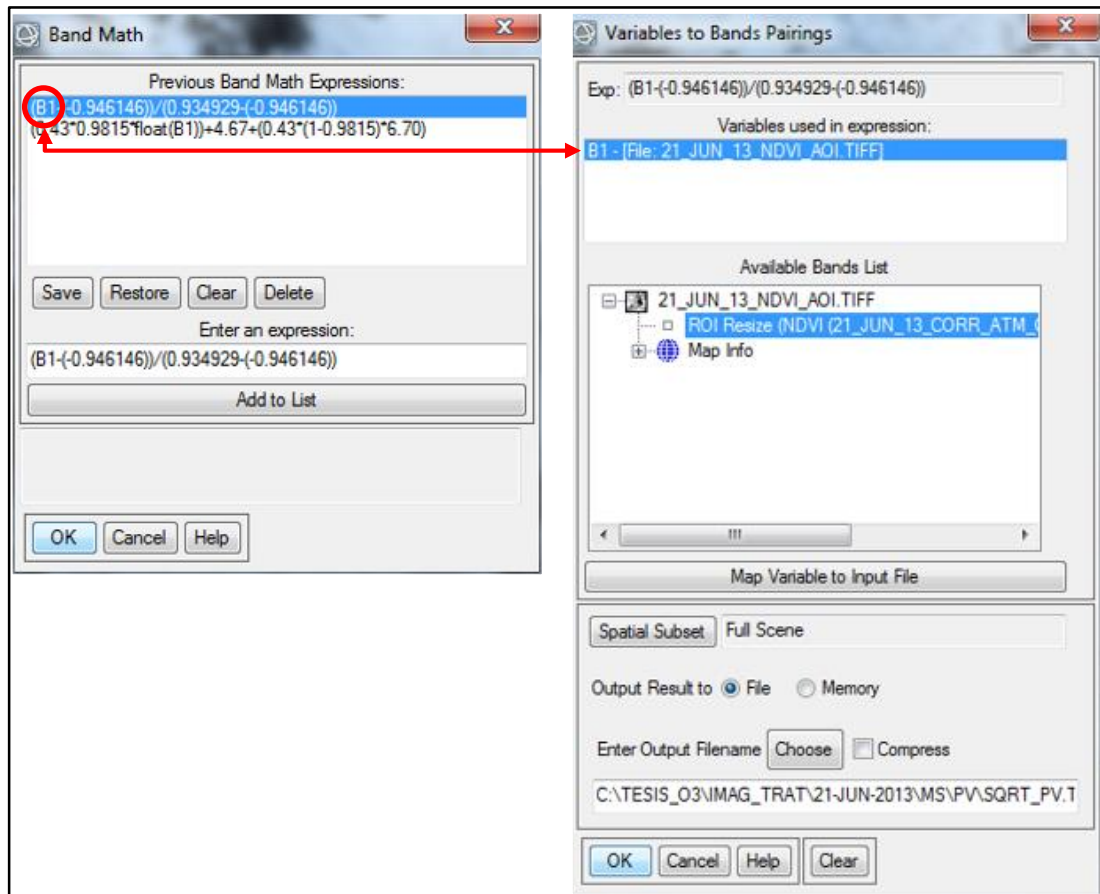 Band Math
Previous Band Math Expressions:
(B1-(-0.946146))/(0.934929-(-0.946146))
(0.43*0.9815*float(B1))+4.67+(0.43*(1-0.9815)*6.70)
Save Restore Clear Delete
Enter an expression:
(B1-(-0.946146))/(0.934929-(-0.946146))
Add to List
OK Cancel Help
Variables to Bands Pairings
Exp: (B1-(-0.946146))/(0.934929-(-0.946146))
Variables used in expression:
B1 - [File: 21_JUN_13_NDVI_AOI.TIFF]
Available Bands List
21_JUN_13_NDVI_AOI.TIFF
ROI Resize (NDVI (21_JUN_13_CORR_ATM_
Map Info
Map Variable to Input File
Spatial Subset Full Scene
Output Result to File Memory
Enter Output Filename Choose Compress
C:\TESIS_O3\IMAG_TRAT\21-JUN-2013\MS\PV\SQRT_PV.T
OK Cancel Help Clear